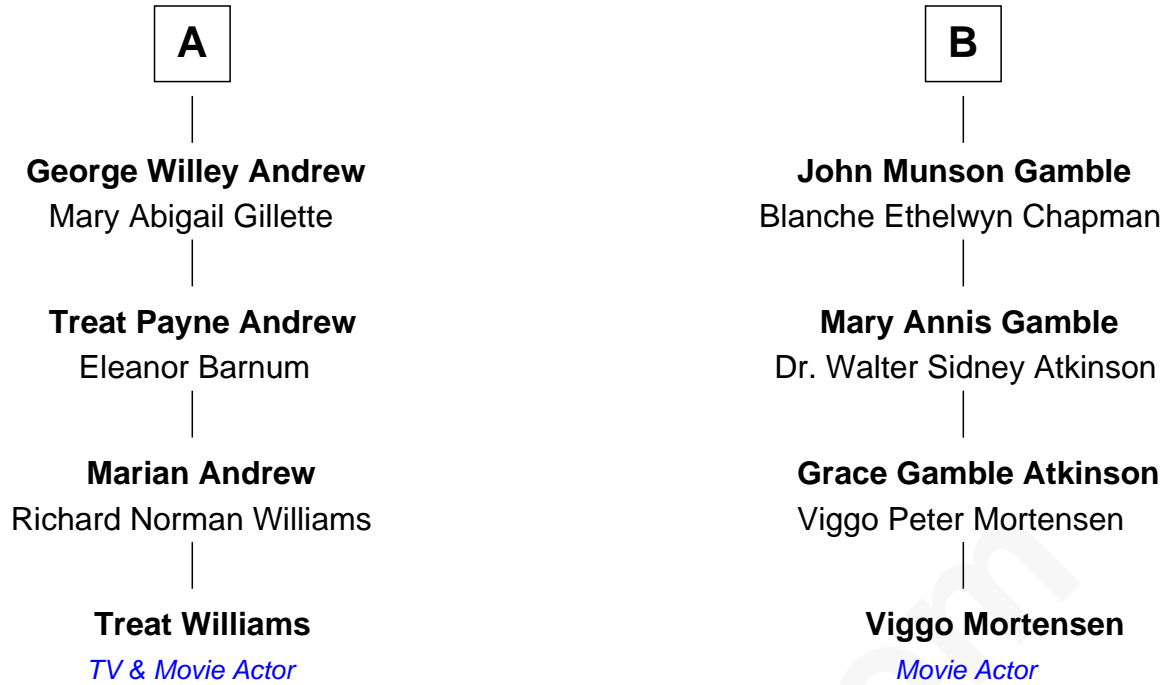 A
George Willey Andrew
Mary Abigail Gillette
Treat Payne Andrew
Eleanor Barnum
Marian Andrew
Richard Norman Williams
Treat Williams
TV & Movie Actor
B
John Munson Gamble
Blanche Ethelwyn Chapman
Mary Annis Gamble
Dr. Walter Sidney Atkinson
Grace Gamble Atkinson
Viggo Peter Mortensen
Viggo Mortensen
Movie Actor